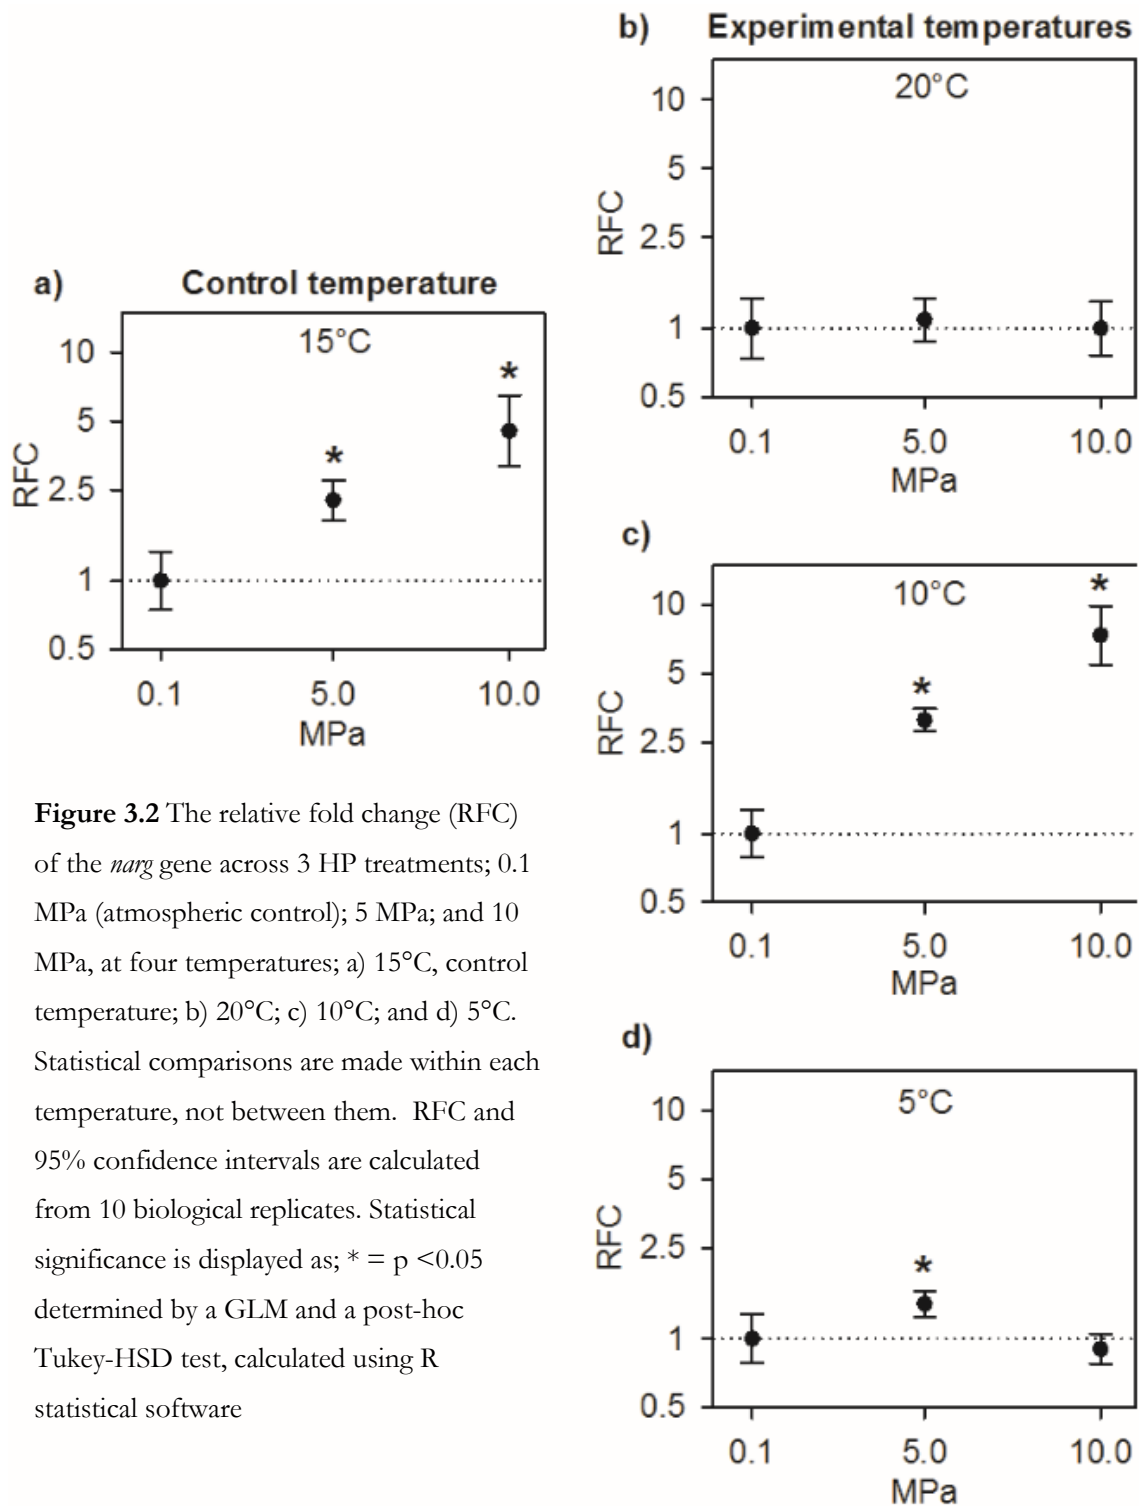 a) Control temperature
15°C
*
*
10
5
2.5
1
0.5
RFC
0.1 5.0 10.0
MPa
b) Experimental temperatures
20°C
10
5
2.5
1
0.5
RFC
0.1 5.0 10.0
MPa
c)
10°C
*
*
10
5
2.5
1
0.5
RFC
0.1 5.0 10.0
MPa
d)
5°C
*
10
5
2.5
1
0.5
RFC
0.1 5.0 10.0
MPa
Figure 3.2 The relative fold change (RFC)
of the narg gene across 3 HP treatments; 0.1
MPa (atmospheric control); 5 MPa; and 10
MPa, at four temperatures; a) 15°C, control
temperature; b) 20°C; c) 10°C; and d) 5°C.
Statistical comparisons are made within each
temperature, not between them. RFC and
95% confidence intervals are calculated
from 10 biological replicates. Statistical
significance is displayed as; * = p <0.05
determined by a GLM and a post-hoc
Tukey-HSD test, calculated using R
statistical software